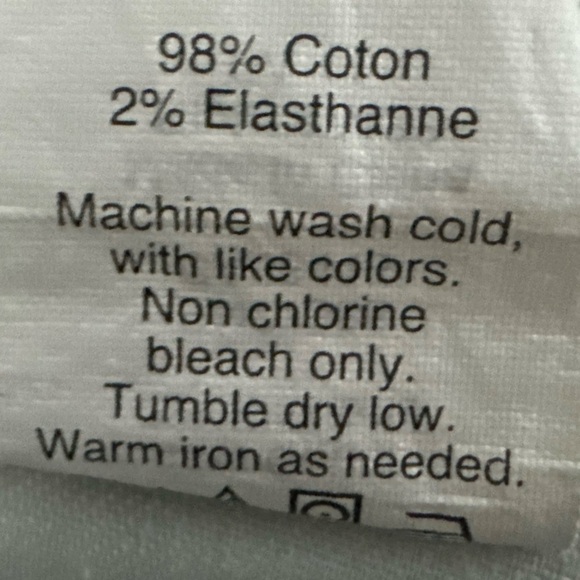 98% Coton
2% Elasthanne
Machine wash cold,
with like colors.
Non chlorine
bleach only.
Tumble dry low.
Warm iron as needed.